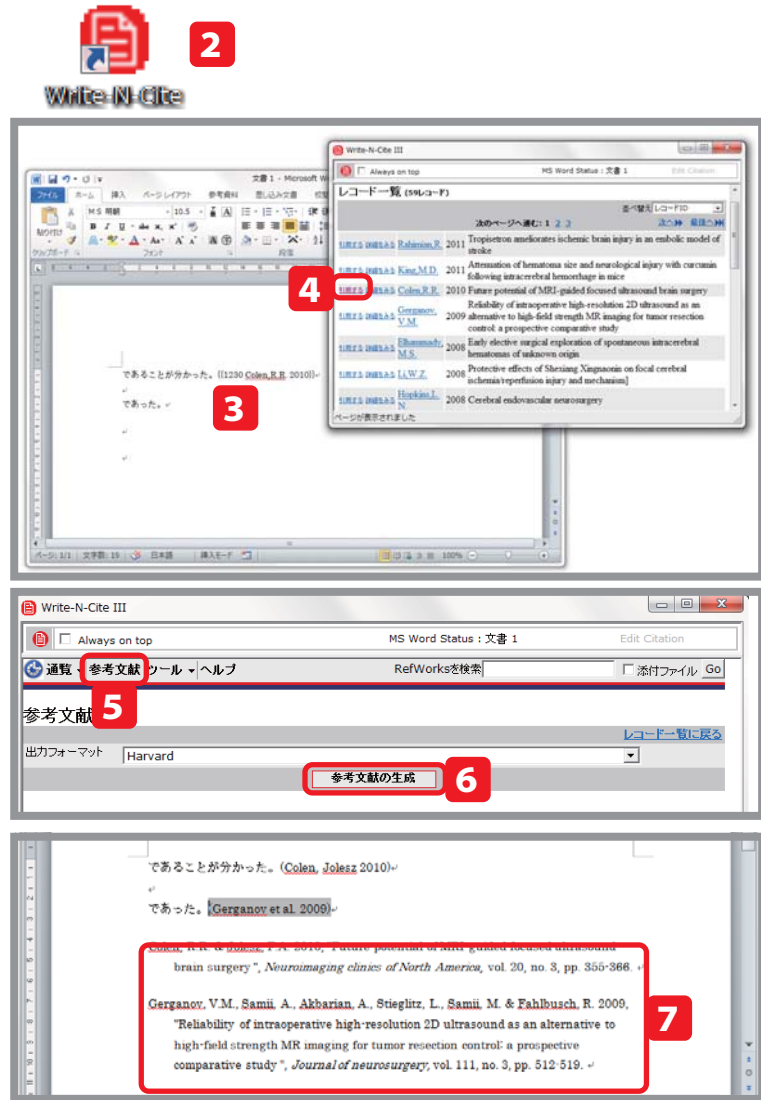 2
Write-N-Cite
Write-N-Cite III
Always on top
MS Word Status : 文書 1
Edit Citation
レコード一覧 (59レコード)
並べ替え レコードID
次のページへ進む: 1 2 3
次へ 最後へ
引用する 詳細をみる Rahimian,R. 2011 Tropisetron ameliorates ischemic brain injury in an embolic model of
stroke
引用する 詳細をみる King,M.D. 2011 Attenuation of hematoma size and neurological injury with curcumin
following intracerebral hemorrhage in mice
引用する 詳細をみる Colen,R.R. 2010 Future potential of MRI-guided focused ultrasound brain surgery
引用する 詳細をみる Gerganov,
V.M. 2009 Reliability of intraoperative high-resolution 2D ultrasound as an
alternative to high-field strength MR imaging for tumor resection
control: a prospective comparative study
引用する 詳細をみる Elhammady,
M.S. 2008 Early elective surgical exploration of spontaneous intracerebral
hematomas of unknown origin
引用する 詳細をみる Li,W.Z. 2008 Protective effects of Shexiang Xingnaoxin on focal cerebral
ischemia/reperfusion injury and mechanism]
引用する 詳細をみる Hopkins,L.
N. 2008 Cerebral endovascular neurosurgery
ページが表示されました
4
文書 1 - Microsoft W
ファイル ホーム 挿入 ページ レイアウト 参考資料 差し込み文書 校閲
MS 明朝 10.5
貼り付け
クリップボード フォント 段落
であることが分かった。{{1230 Colen,R.R. 2010}}
であった。
3
ページ: 1/1 文字数: 19 日本語 挿入モード 100%
Write-N-Cite III
Always on top
MS Word Status : 文書 1
Edit Citation
通覧 参考文献 ツール ヘルプ
RefWorksを検索
添付ファイル Go
5
参考文献
レコード一覧に戻る
出力フォーマット Harvard
参考文献の生成
6
であることが分かった。(Colen, Jolesz 2010)
であった。(Gerganov et al. 2009)
Colen, R.R. & Jolesz, F.A. 2010, "Future potential of MRI-guided focused ultrasound
brain surgery", Neuroimaging clinics of North America, vol. 20, no. 3, pp. 355-366.
Gerganov, V.M., Samii, A., Akbarian, A., Stieglitz, L., Samii, M. & Fahlbusch, R. 2009,
"Reliability of intraoperative high-resolution 2D ultrasound as an alternative to
high-field strength MR imaging for tumor resection control: a prospective
comparative study", Journal of neurosurgery, vol. 111, no. 3, pp. 512-519.
7